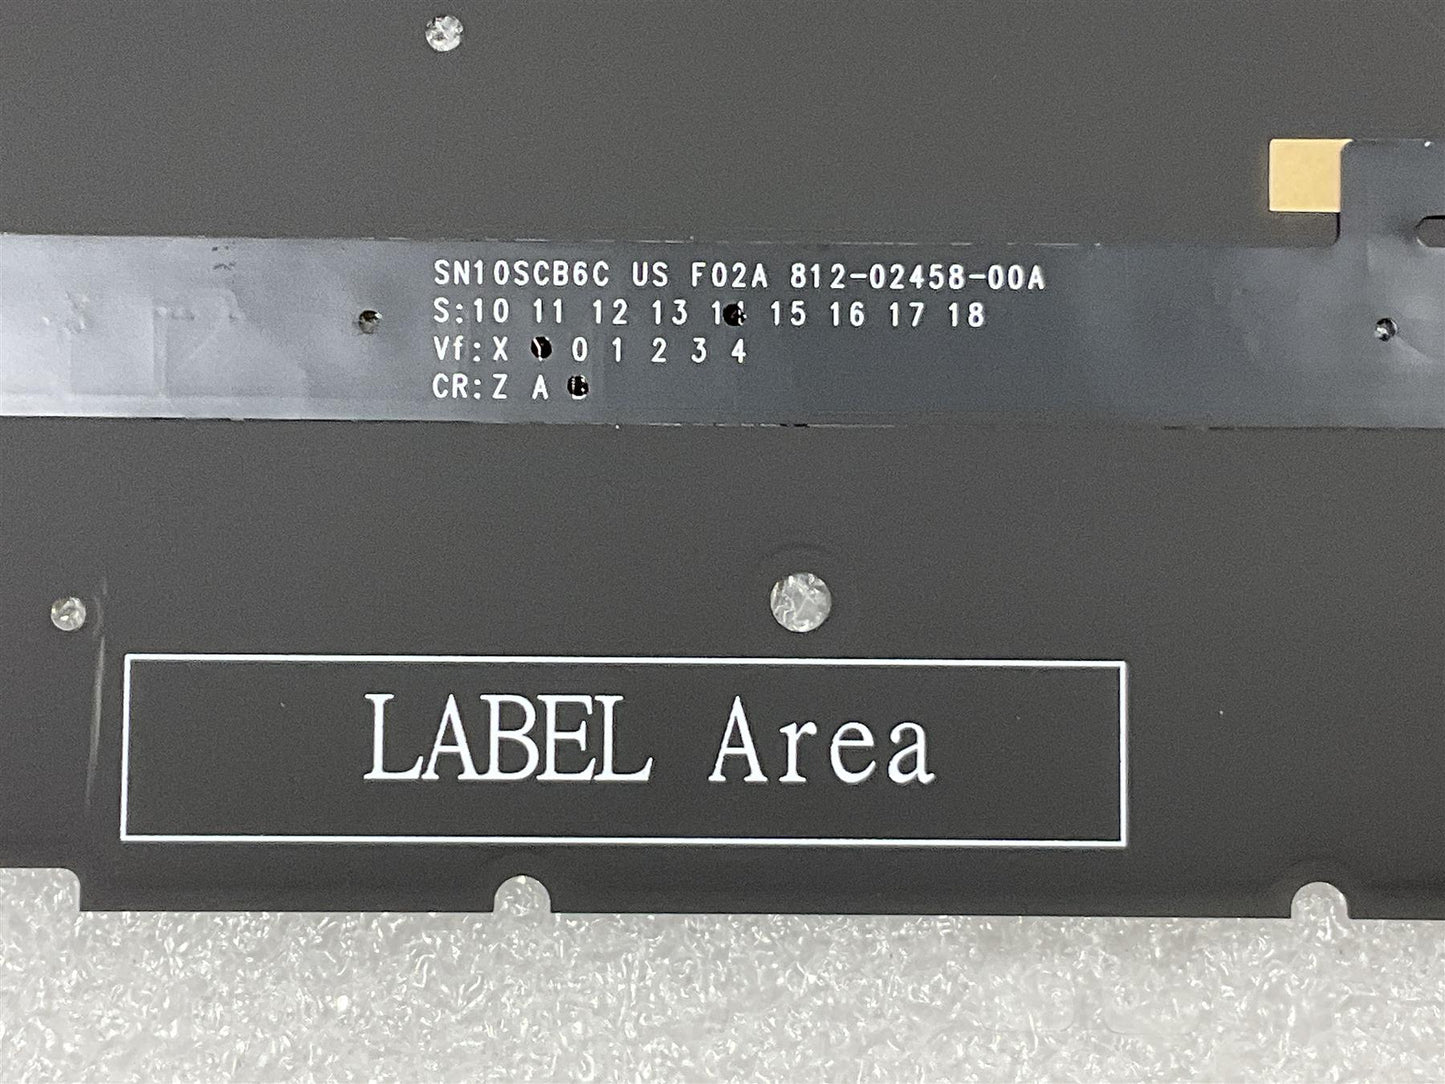 SN10SCB6C US F02A 812-02458-00A
S:10 11 12 13 14 15 16 17 18
Vf:X 0 1 2 3 4
CR:Z A
LABEL Area